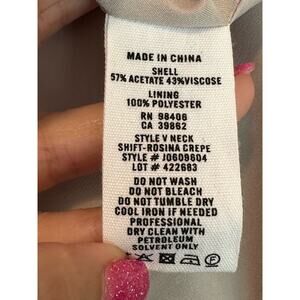 MADE IN CHINA
SHELL
57% ACETATE 43%VISCOSE
LINING
100% POLYESTER
RN 98406
CA 39862
STYLE V NECK
SHIFT-ROSINA CREPE
STYLE # J0609604
LOT # 422683
DO NOT WASH
DO NOT BLEACH
DO NOT TUMBLE DRY
COOL IRON IF NEEDED
PROFESSIONAL
DRY CLEAN WITH
PETROLEUM
SOLVENT ONLY